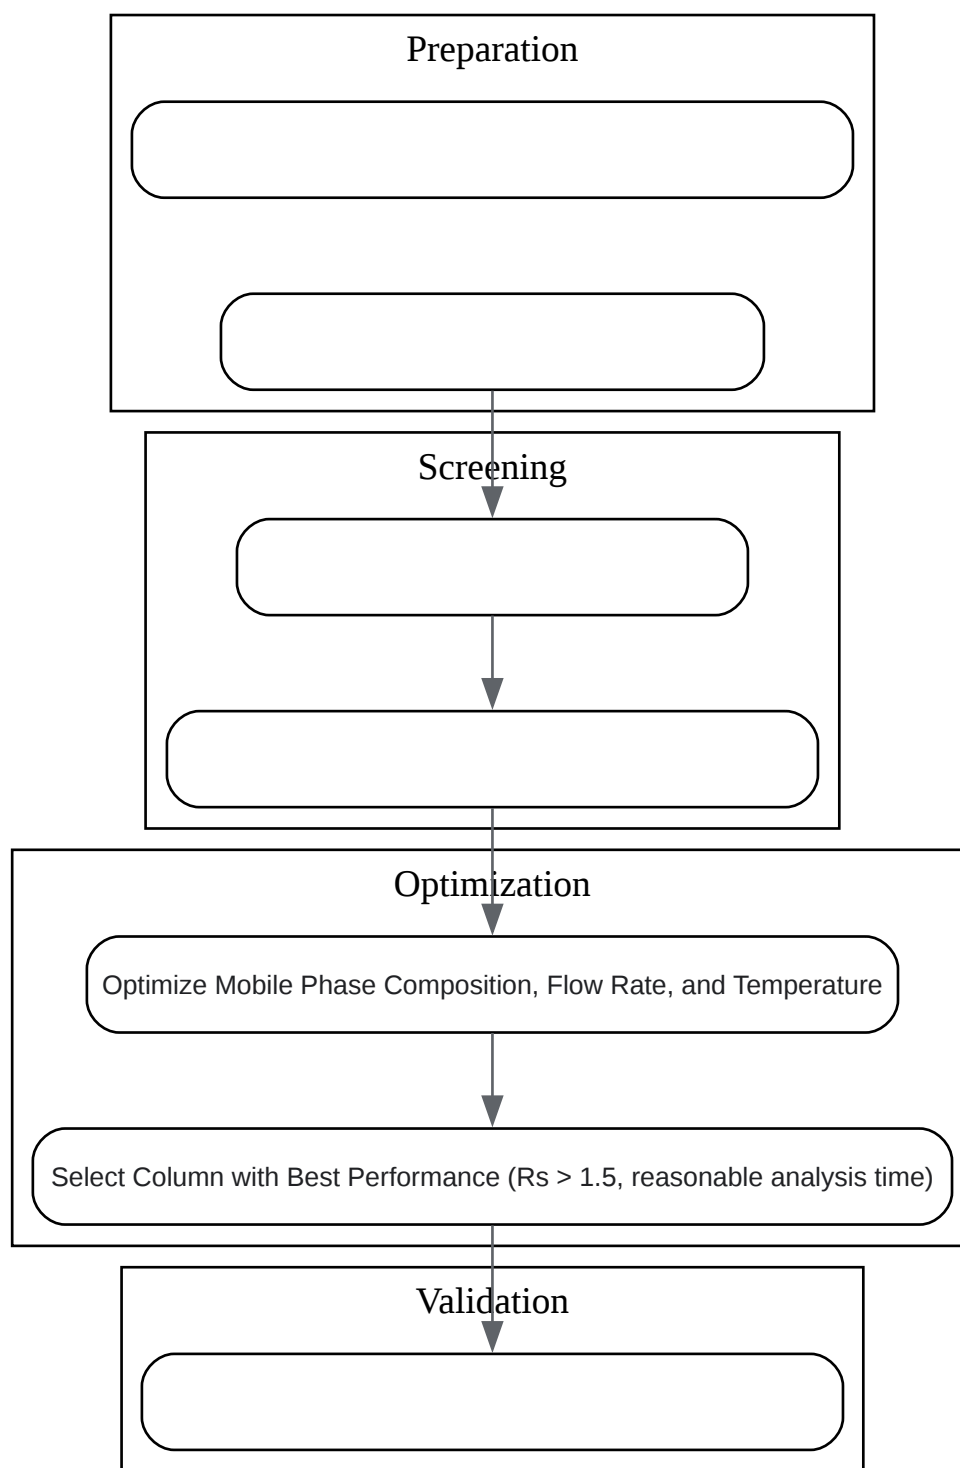 Preparation
Screening
Optimization
Optimize Mobile Phase Composition, Flow Rate, and Temperature
Select Column with Best Performance (Rs > 1.5, reasonable analysis time)
Validation